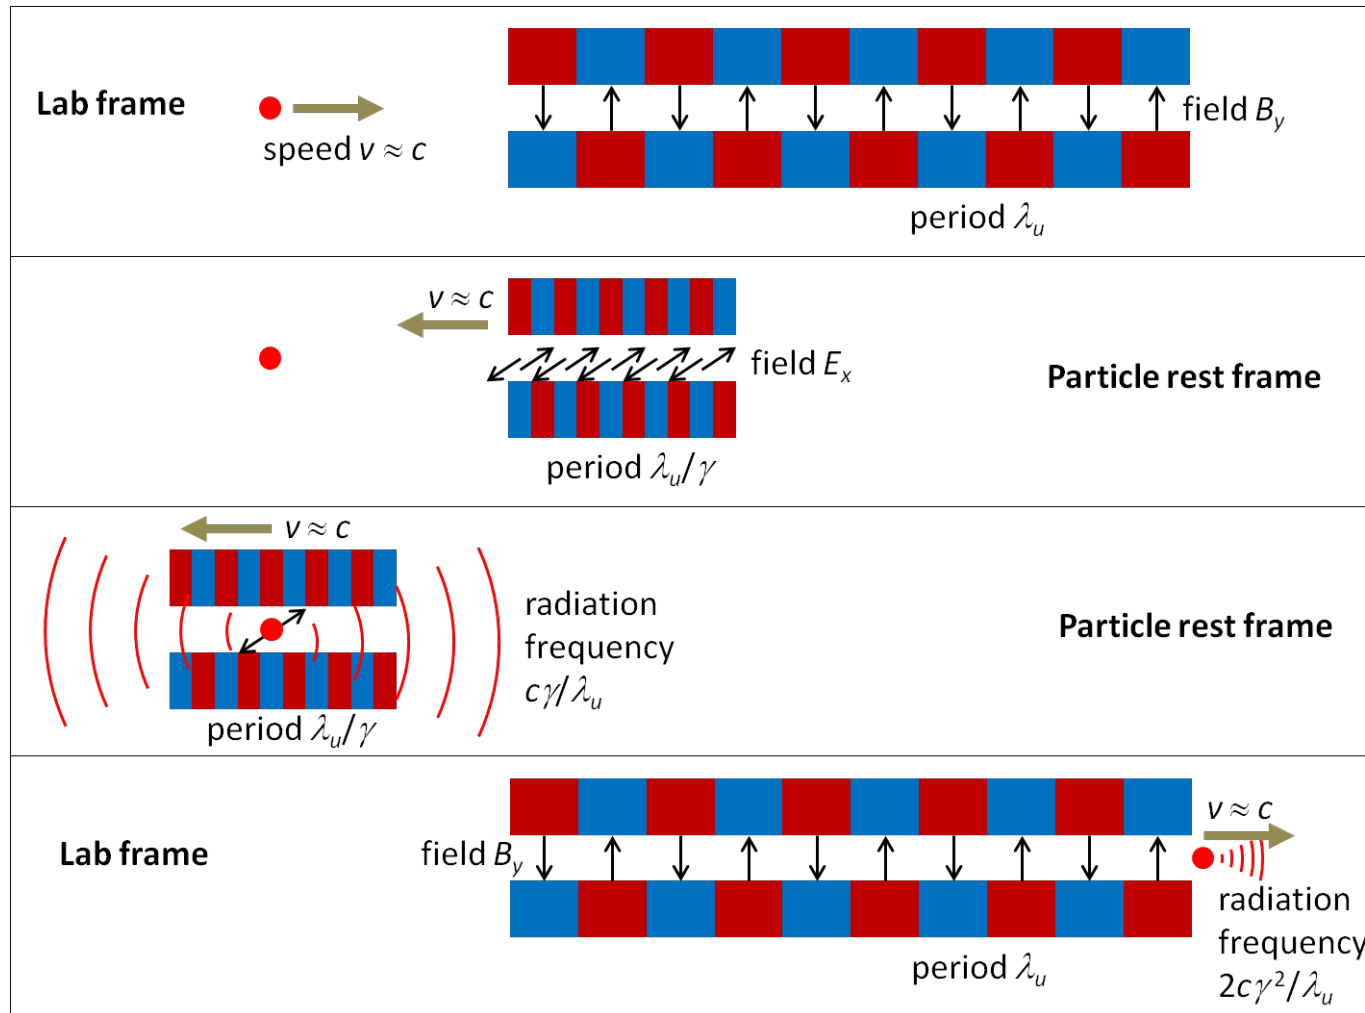 Lab frame
speed v ≈ c
field B_y
period λ_u
v ≈ c
field E_x
Particle rest frame
period λ_u/γ
v ≈ c
radiation
frequency
cγ/λ_u
Particle rest frame
period λ_u/γ
Lab frame
field B_y
v ≈ c
radiation
frequency
2cγ²/λ_u
period λ_u